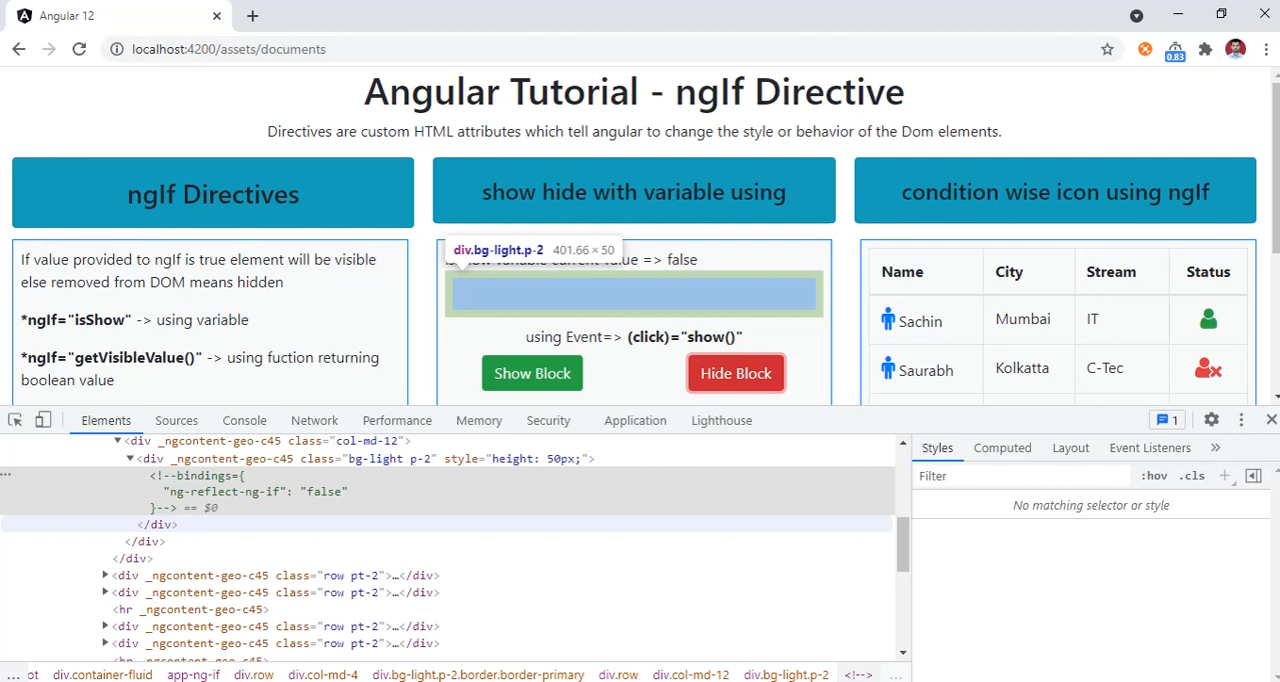 Angular 12
localhost:4200/assets/documents
0.83
Angular Tutorial - ngIf Directive
Directives are custom HTML attributes which tell angular to change the style or behavior of the Dom elements.
ngIf Directives
If value provided to ngIf is true element will be visible
else removed from DOM means hidden
*ngIf="isShow" -> using variable
*ngIf="getVisibleValue()" -> using fuction returning
boolean value
show hide with variable using
div.bg-light.p-2 401.66 × 50
value => false
using Event=> (click)="show()"
Show Block Hide Block
condition wise icon using ngIf
Name City Stream Status
Sachin Mumbai IT
Saurabh Kolkatta C-Tec
Elements Sources Console Network Performance Memory Security Application Lighthouse 1
<div _ngcontent-geo-c45 class="col-md-12">
<div _ngcontent-geo-c45 class="bg-light p-2" style="height: 50px;">
<!--bindings={
"ng-reflect-ng-if": "false"
}--> == $0
</div>
</div>
</div>
<div _ngcontent-geo-c45 class="row pt-2">…</div>
<div _ngcontent-geo-c45 class="row pt-2">…</div>
<hr _ngcontent-geo-c45>
<div _ngcontent-geo-c45 class="row pt-2">…</div>
<div _ngcontent-geo-c45 class="row pt-2">…</div>
<hr _ngcontent-geo-c45>
... ot div.container-fluid app-ng-if div.row div.col-md-4 div.bg-light.p-2.border.border-primary div.row div.col-md-12 div.bg-light.p-2 <!--> ...
Styles Computed Layout Event Listeners »
Filter :hov .cls +
No matching selector or style